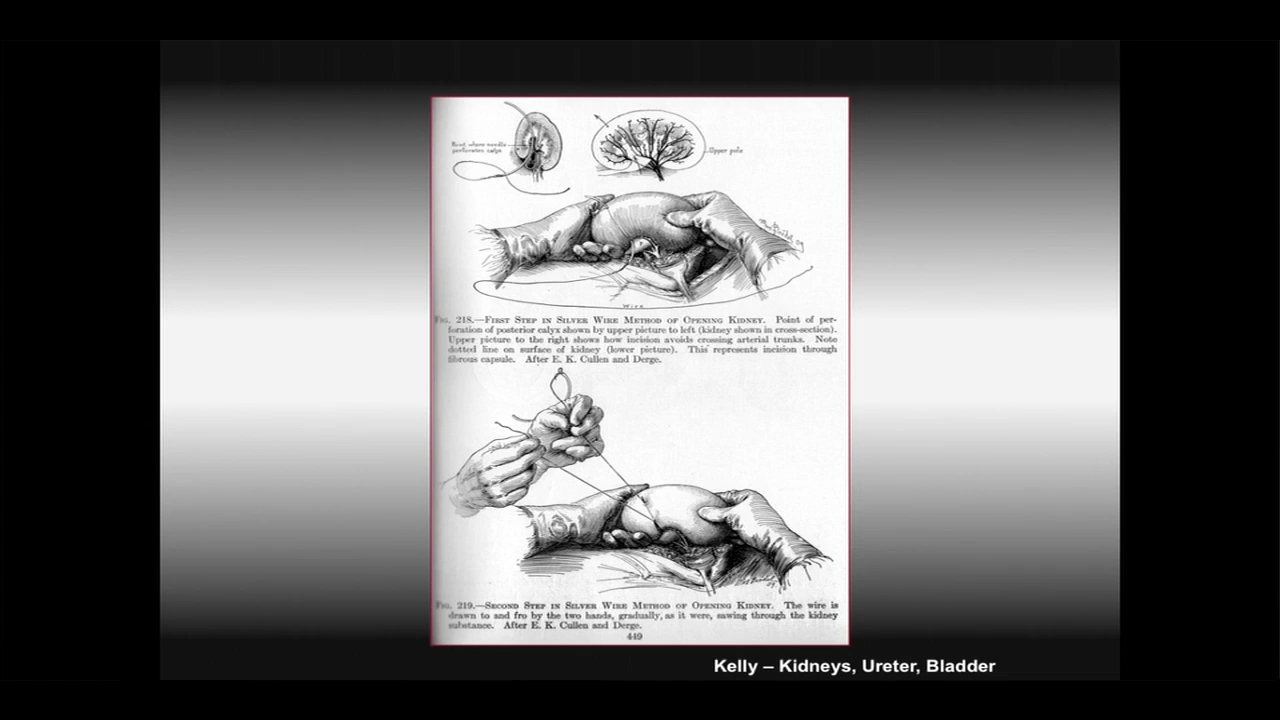 Point where needle
perforates calyx
Upper pole
Wire
Fig. 218.—First Step in Silver Wire Method of Opening Kidney. Point of per-
foration of posterior calyx shown by upper picture to left (kidney shown in cross-section).
Upper picture to the right shows how incision avoids crossing arterial trunks. Note
dotted line on surface of kidney (lower picture). This represents incision through
fibrous capsule. After E. K. Cullen and Derge.
Fig. 219.—Second Step in Silver Wire Method of Opening Kidney. The wire is
drawn to and fro by the two hands, gradually, as it were, sawing through the kidney
substance. After E. K. Cullen and Derge.
449
Kelly – Kidneys, Ureter, Bladder